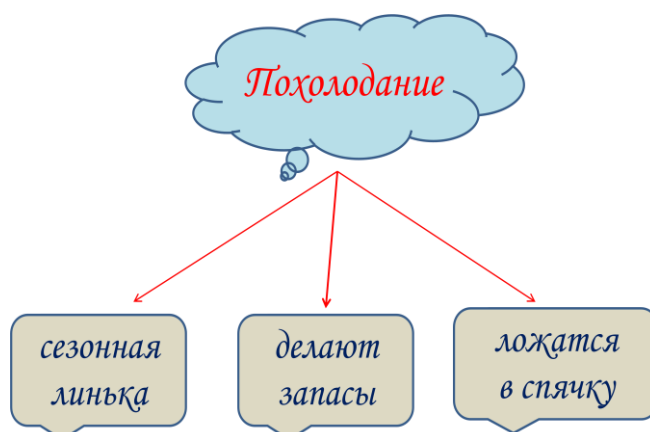 Похолодание
сезонная
линька
делают
запасы
ложатся
в спячку